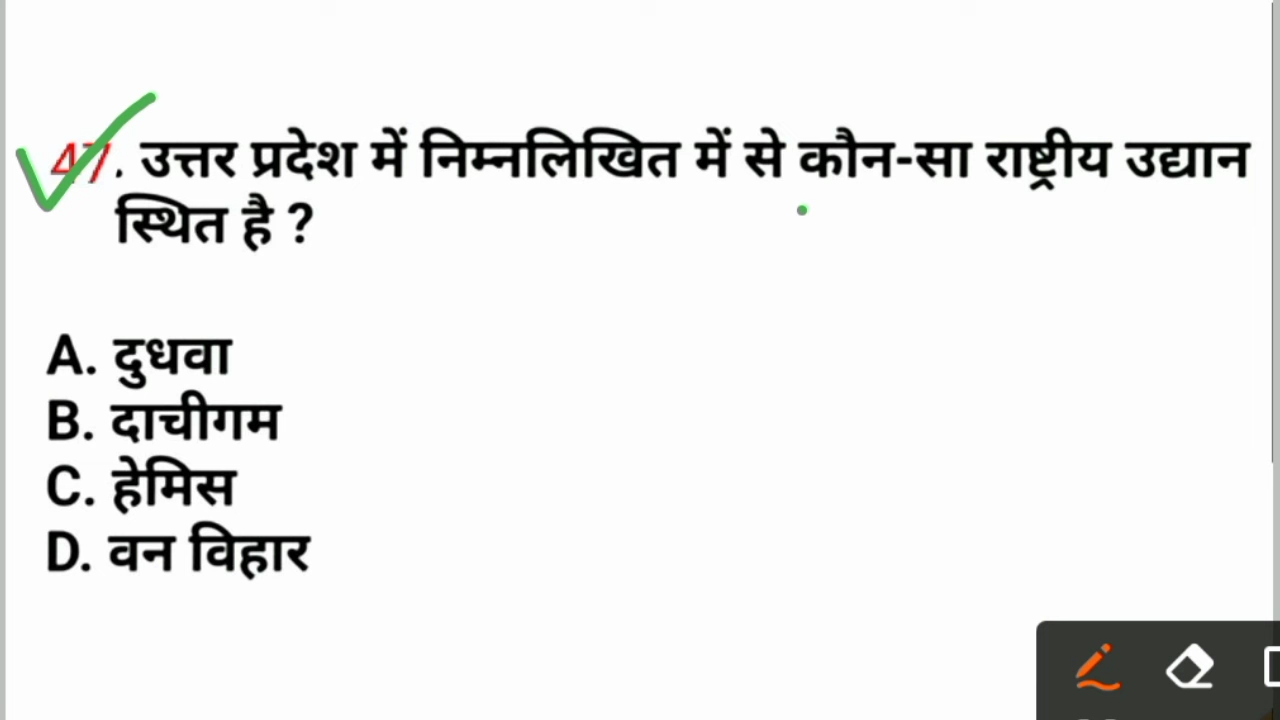 47. उत्तर प्रदेश में निम्नलिखित में से कौन-सा राष्ट्रीय उद्यान
स्थित है ?
A. दुधवा
B. दाचीगम
C. हेमिस
D. वन विहार